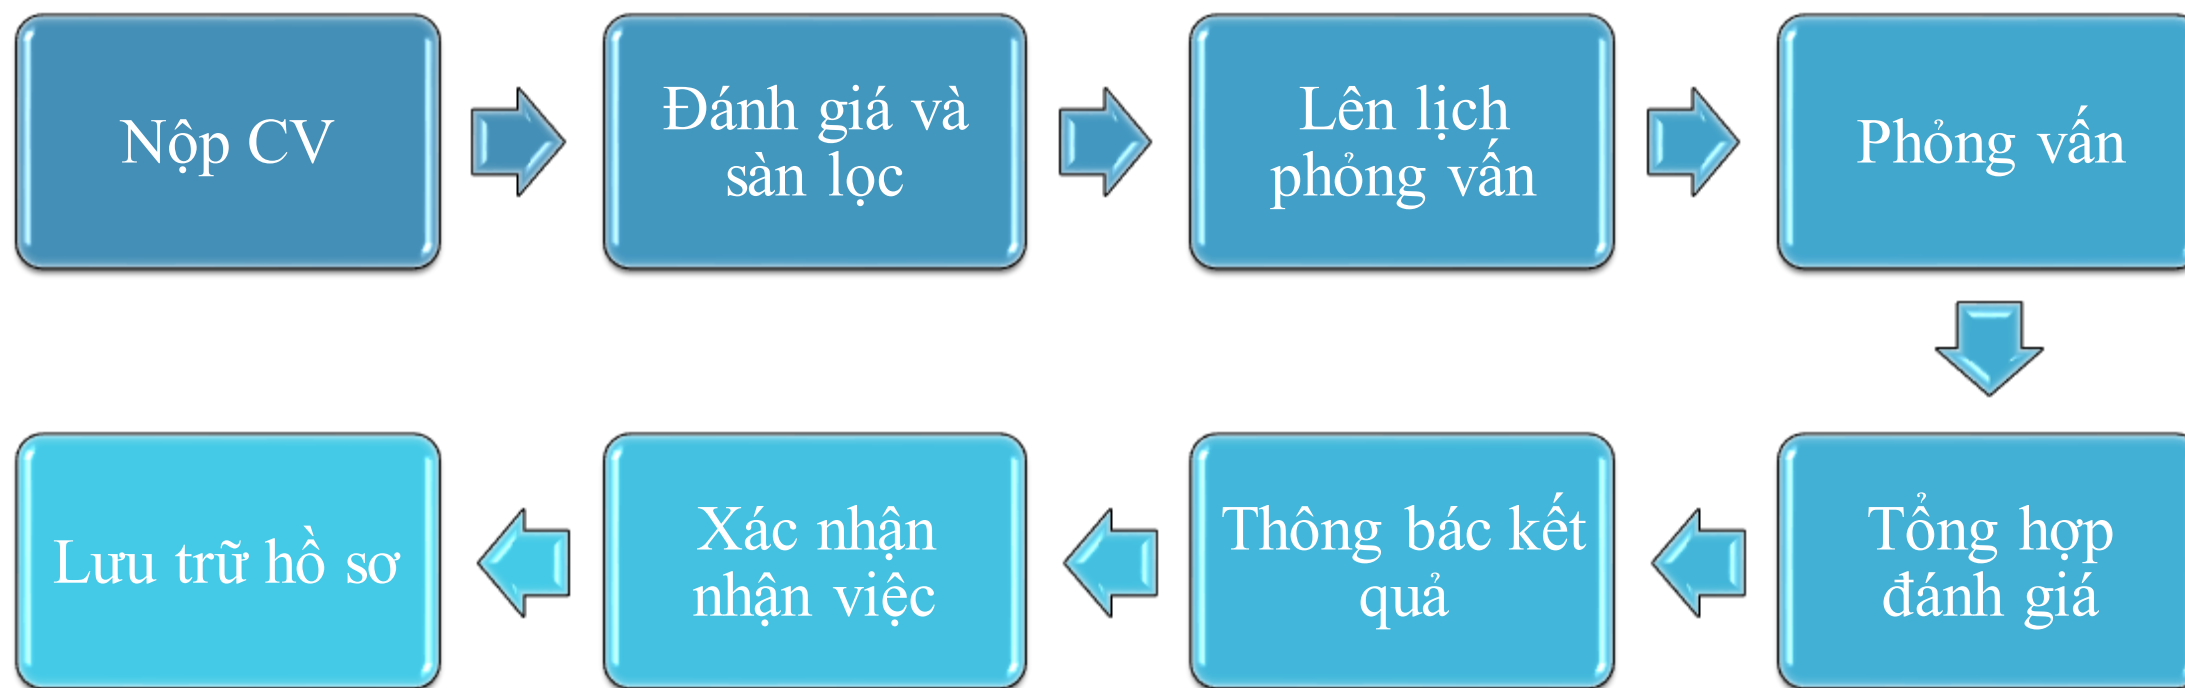 Nộp CV
Đánh giá và
sàn lọc
Lên lịch
phỏng vấn
Phỏng vấn
Tổng hợp
đánh giá
Thông bác kết
quả
Xác nhận
nhận việc
Lưu trữ hồ sơ